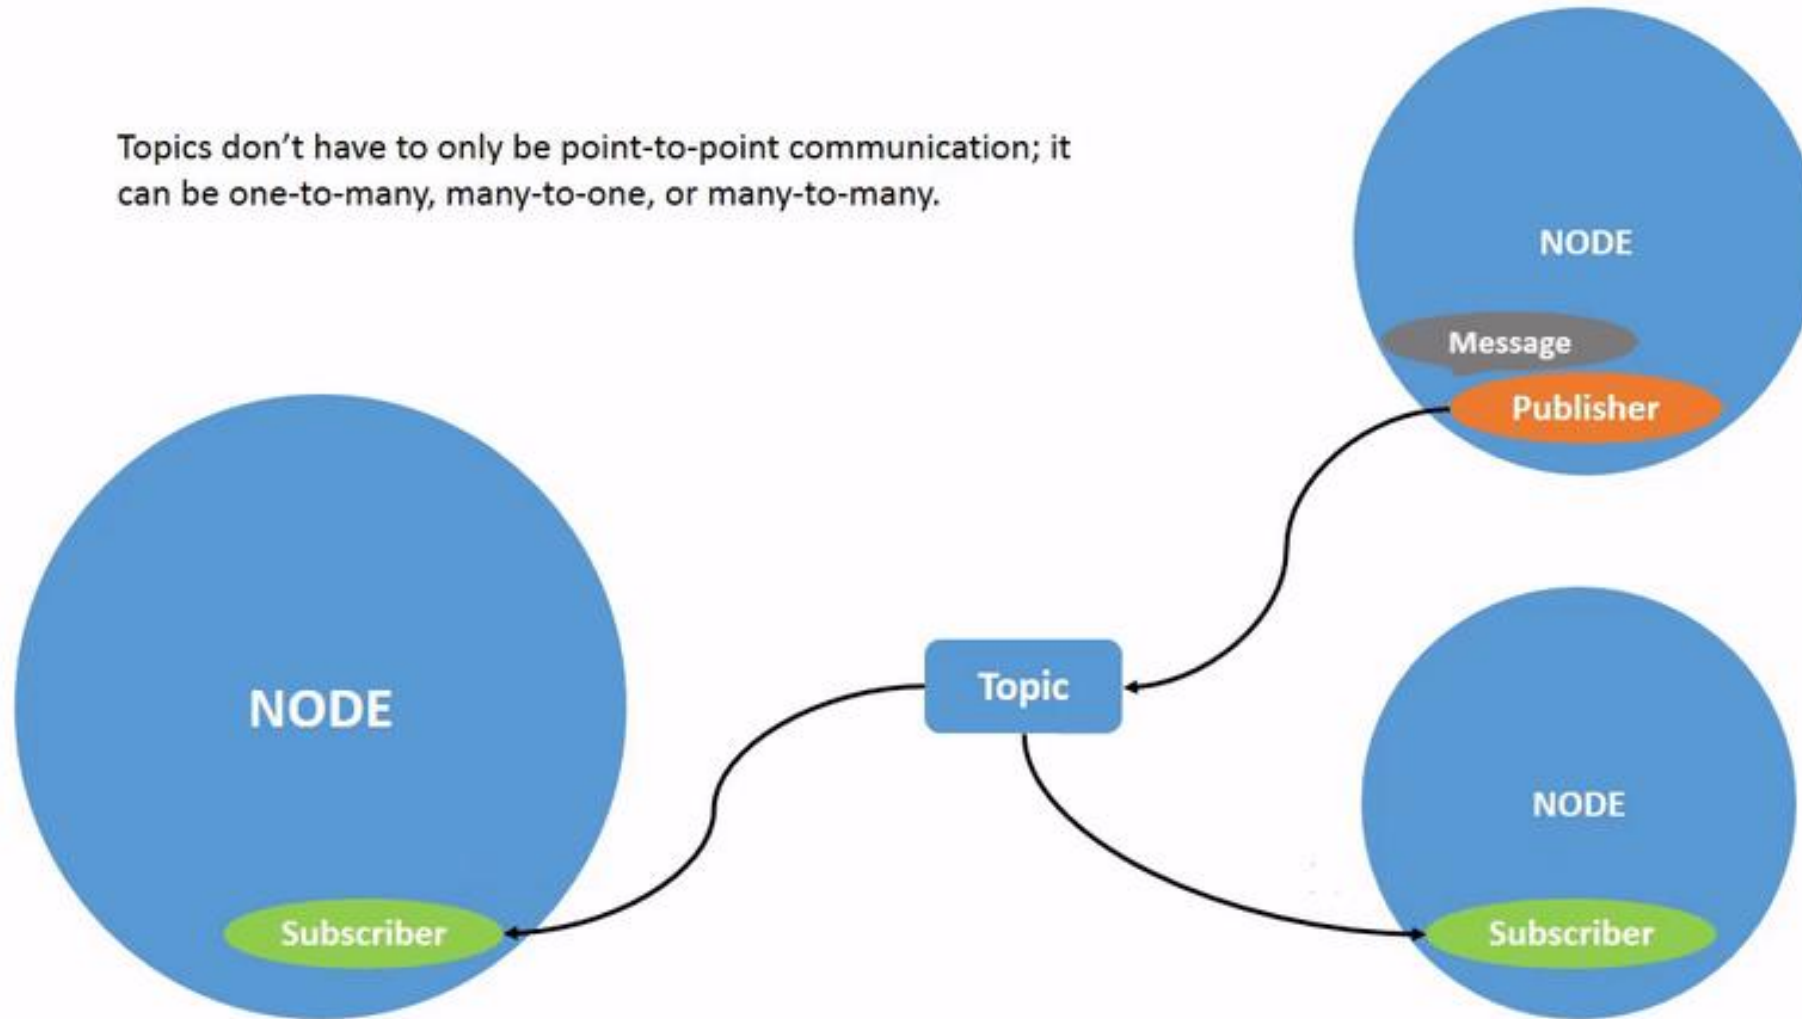 Topics don't have to only be point-to-point communication; it
can be one-to-many, many-to-one, or many-to-many.
NODE
Message
Publisher
Topic
NODE
NODE
Subscriber
Subscriber